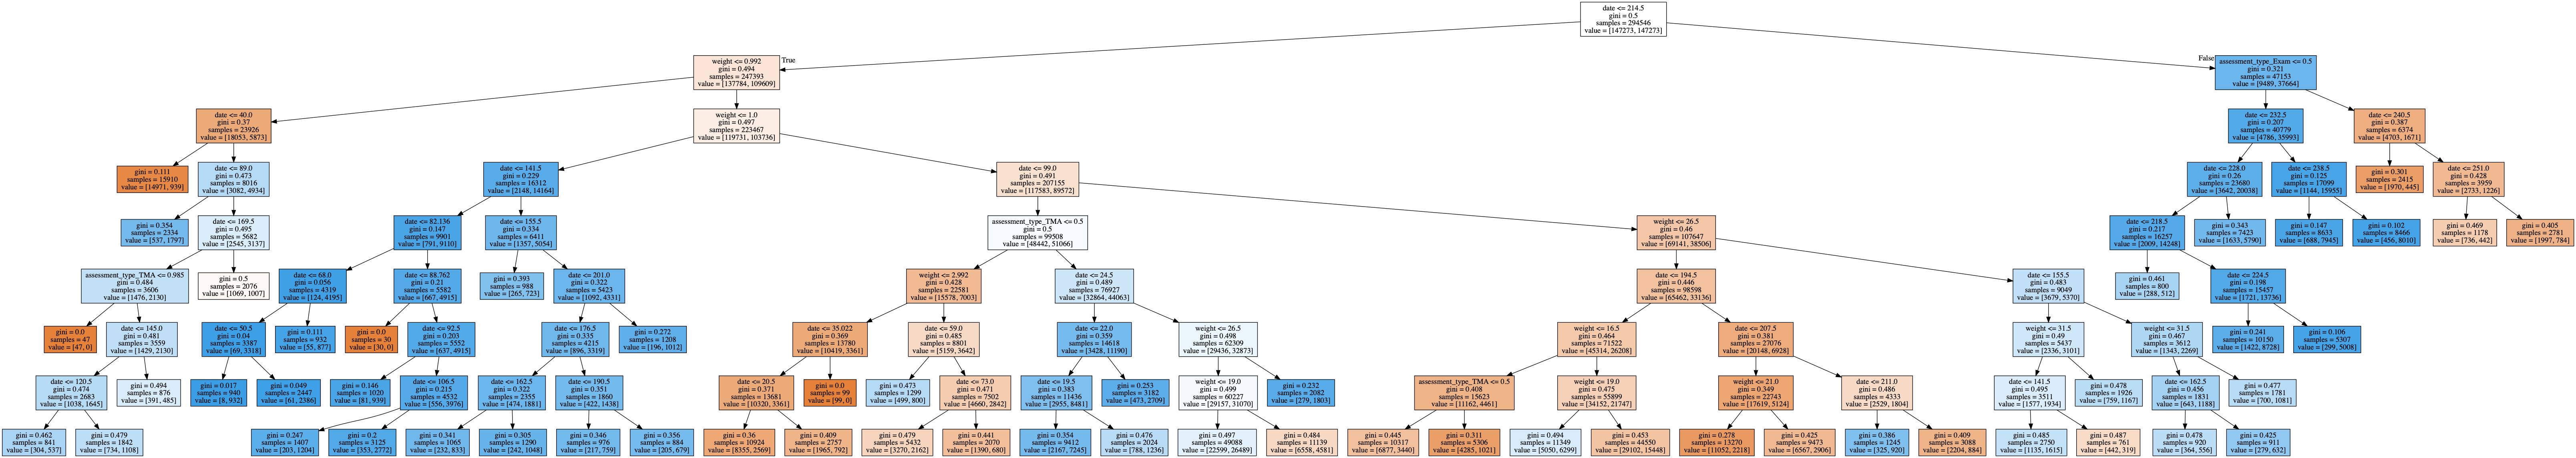 date <= 214.5
gini = 0.5
samples = 294546
value = [147273, 147273]
True
False
weight <= 0.992
gini = 0.494
samples = 247393
value = [137784, 109609]
assessment_type_Exam <= 0.5
gini = 0.321
samples = 47153
value = [9489, 37664]
date <= 40.0
gini = 0.37
samples = 23926
value = [18053, 5873]
weight <= 1.0
gini = 0.497
samples = 223467
value = [119731, 103736]
date <= 232.5
gini = 0.207
samples = 40779
value = [4786, 35993]
date <= 240.5
gini = 0.387
samples = 6374
value = [4703, 1671]
gini = 0.111
samples = 15910
value = [14971, 939]
date <= 89.0
gini = 0.473
samples = 8016
value = [3082, 4934]
date <= 141.5
gini = 0.229
samples = 16312
value = [2148, 14164]
date <= 99.0
gini = 0.491
samples = 207155
value = [117583, 89572]
date <= 228.0
gini = 0.26
samples = 23680
value = [3642, 20038]
date <= 238.5
gini = 0.125
samples = 17099
value = [1144, 15955]
gini = 0.301
samples = 2415
value = [1970, 445]
date <= 251.0
gini = 0.428
samples = 3959
value = [2733, 1226]
gini = 0.354
samples = 2334
value = [537, 1797]
date <= 169.5
gini = 0.495
samples = 5682
value = [2545, 3137]
date <= 82.136
gini = 0.147
samples = 9901
value = [791, 9110]
date <= 155.5
gini = 0.334
samples = 6411
value = [1357, 5054]
assessment_type_TMA <= 0.5
gini = 0.5
samples = 99508
value = [48442, 51066]
weight <= 26.5
gini = 0.46
samples = 107647
value = [69141, 38506]
date <= 218.5
gini = 0.217
samples = 16257
value = [2009, 14248]
gini = 0.343
samples = 7423
value = [1633, 5790]
gini = 0.147
samples = 8633
value = [688, 7945]
gini = 0.102
samples = 8466
value = [456, 8010]
gini = 0.469
samples = 1178
value = [736, 442]
gini = 0.405
samples = 2781
value = [1997, 784]
assessment_type_TMA <= 0.985
gini = 0.484
samples = 3606
value = [1476, 2130]
gini = 0.5
samples = 2076
value = [1069, 1007]
date <= 68.0
gini = 0.056
samples = 4319
value = [124, 4195]
date <= 88.762
gini = 0.21
samples = 5582
value = [667, 4915]
gini = 0.393
samples = 988
value = [265, 723]
date <= 201.0
gini = 0.322
samples = 5423
value = [1092, 4331]
weight <= 2.992
gini = 0.428
samples = 22581
value = [15578, 7003]
date <= 24.5
gini = 0.489
samples = 76927
value = [32864, 44063]
date <= 194.5
gini = 0.446
samples = 98598
value = [65462, 33136]
date <= 155.5
gini = 0.483
samples = 9049
value = [3679, 5370]
gini = 0.461
samples = 800
value = [288, 512]
date <= 224.5
gini = 0.198
samples = 15457
value = [1721, 13736]
gini = 0.0
samples = 47
value = [47, 0]
date <= 145.0
gini = 0.481
samples = 3559
value = [1429, 2130]
date <= 50.5
gini = 0.04
samples = 3387
value = [69, 3318]
gini = 0.111
samples = 932
value = [55, 877]
gini = 0.0
samples = 30
value = [30, 0]
date <= 92.5
gini = 0.203
samples = 5552
value = [637, 4915]
date <= 176.5
gini = 0.335
samples = 4215
value = [896, 3319]
gini = 0.272
samples = 1208
value = [196, 1012]
date <= 35.022
gini = 0.369
samples = 13780
value = [10419, 3361]
date <= 59.0
gini = 0.485
samples = 8801
value = [5159, 3642]
date <= 22.0
gini = 0.359
samples = 14618
value = [3428, 11190]
weight <= 26.5
gini = 0.498
samples = 62309
value = [29436, 32873]
weight <= 16.5
gini = 0.464
samples = 71522
value = [45314, 26208]
date <= 207.5
gini = 0.381
samples = 27076
value = [20148, 6928]
weight <= 31.5
gini = 0.49
samples = 5437
value = [2336, 3101]
weight <= 31.5
gini = 0.467
samples = 3612
value = [1343, 2269]
gini = 0.241
samples = 10150
value = [1422, 8728]
gini = 0.106
samples = 5307
value = [299, 5008]
date <= 120.5
gini = 0.474
samples = 2683
value = [1038, 1645]
gini = 0.494
samples = 876
value = [391, 485]
gini = 0.017
samples = 940
value = [8, 932]
gini = 0.049
samples = 2447
value = [61, 2386]
gini = 0.146
samples = 1020
value = [81, 939]
date <= 106.5
gini = 0.215
samples = 4532
value = [556, 3976]
date <= 162.5
gini = 0.322
samples = 2355
value = [474, 1881]
date <= 190.5
gini = 0.351
samples = 1860
value = [422, 1438]
date <= 20.5
gini = 0.371
samples = 13681
value = [10320, 3361]
gini = 0.0
samples = 99
value = [99, 0]
gini = 0.473
samples = 1299
value = [499, 800]
date <= 73.0
gini = 0.471
samples = 7502
value = [4660, 2842]
date <= 19.5
gini = 0.383
samples = 11436
value = [2955, 8481]
gini = 0.253
samples = 3182
value = [473, 2709]
weight <= 19.0
gini = 0.499
samples = 60227
value = [29157, 31070]
gini = 0.232
samples = 2082
value = [279, 1803]
assessment_type_TMA <= 0.5
gini = 0.408
samples = 15623
value = [11162, 4461]
weight <= 19.0
gini = 0.475
samples = 55899
value = [34152, 21747]
weight <= 21.0
gini = 0.349
samples = 22743
value = [17619, 5124]
date <= 211.0
gini = 0.486
samples = 4333
value = [2529, 1804]
date <= 141.5
gini = 0.495
samples = 3511
value = [1577, 1934]
gini = 0.478
samples = 1926
value = [759, 1167]
date <= 162.5
gini = 0.456
samples = 1831
value = [643, 1188]
gini = 0.477
samples = 1781
value = [700, 1081]
gini = 0.462
samples = 841
value = [304, 537]
gini = 0.479
samples = 1842
value = [734, 1108]
gini = 0.247
samples = 1407
value = [203, 1204]
gini = 0.2
samples = 3125
value = [353, 2772]
gini = 0.341
samples = 1065
value = [232, 833]
gini = 0.305
samples = 1290
value = [242, 1048]
gini = 0.346
samples = 976
value = [217, 759]
gini = 0.356
samples = 884
value = [205, 679]
gini = 0.36
samples = 10924
value = [8355, 2569]
gini = 0.409
samples = 2757
value = [1965, 792]
gini = 0.479
samples = 5432
value = [3270, 2162]
gini = 0.441
samples = 2070
value = [1390, 680]
gini = 0.354
samples = 9412
value = [2167, 7245]
gini = 0.476
samples = 2024
value = [788, 1236]
gini = 0.497
samples = 49088
value = [22599, 26489]
gini = 0.484
samples = 11139
value = [6558, 4581]
gini = 0.445
samples = 10317
value = [6877, 3440]
gini = 0.311
samples = 5306
value = [4285, 1021]
gini = 0.494
samples = 11349
value = [5050, 6299]
gini = 0.453
samples = 44550
value = [29102, 15448]
gini = 0.278
samples = 13270
value = [11052, 2218]
gini = 0.425
samples = 9473
value = [6567, 2906]
gini = 0.386
samples = 1245
value = [325, 920]
gini = 0.409
samples = 3088
value = [2204, 884]
gini = 0.485
samples = 2750
value = [1135, 1615]
gini = 0.487
samples = 761
value = [442, 319]
gini = 0.478
samples = 920
value = [364, 556]
gini = 0.425
samples = 911
value = [279, 632]